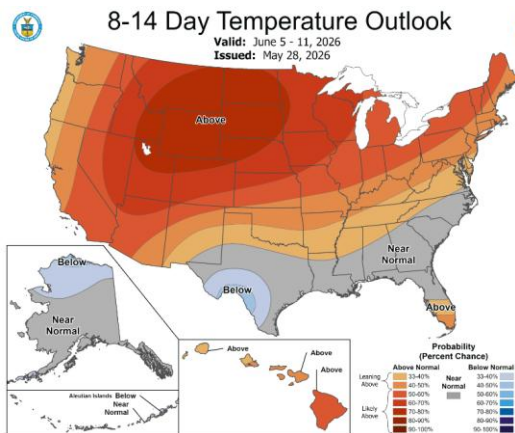 8-14 Day Temperature Outlook
Valid: June 5 - 11, 2026
Issued: May 28, 2026
Above
Near
Normal
Below
Above
Below
Near
Normal
Aleutian Islands
Below
Near
Normal
Above
Above
Above
Probability
(Percent Chance)
Above Normal
Near
Normal
Below Normal
Leaning
Above
Likely
Above
33-40%
40-50%
50-60%
60-70%
70-80%
80-90%
90-100%
33-40%
40-50%
50-60%
60-70%
70-80%
80-90%
90-100%